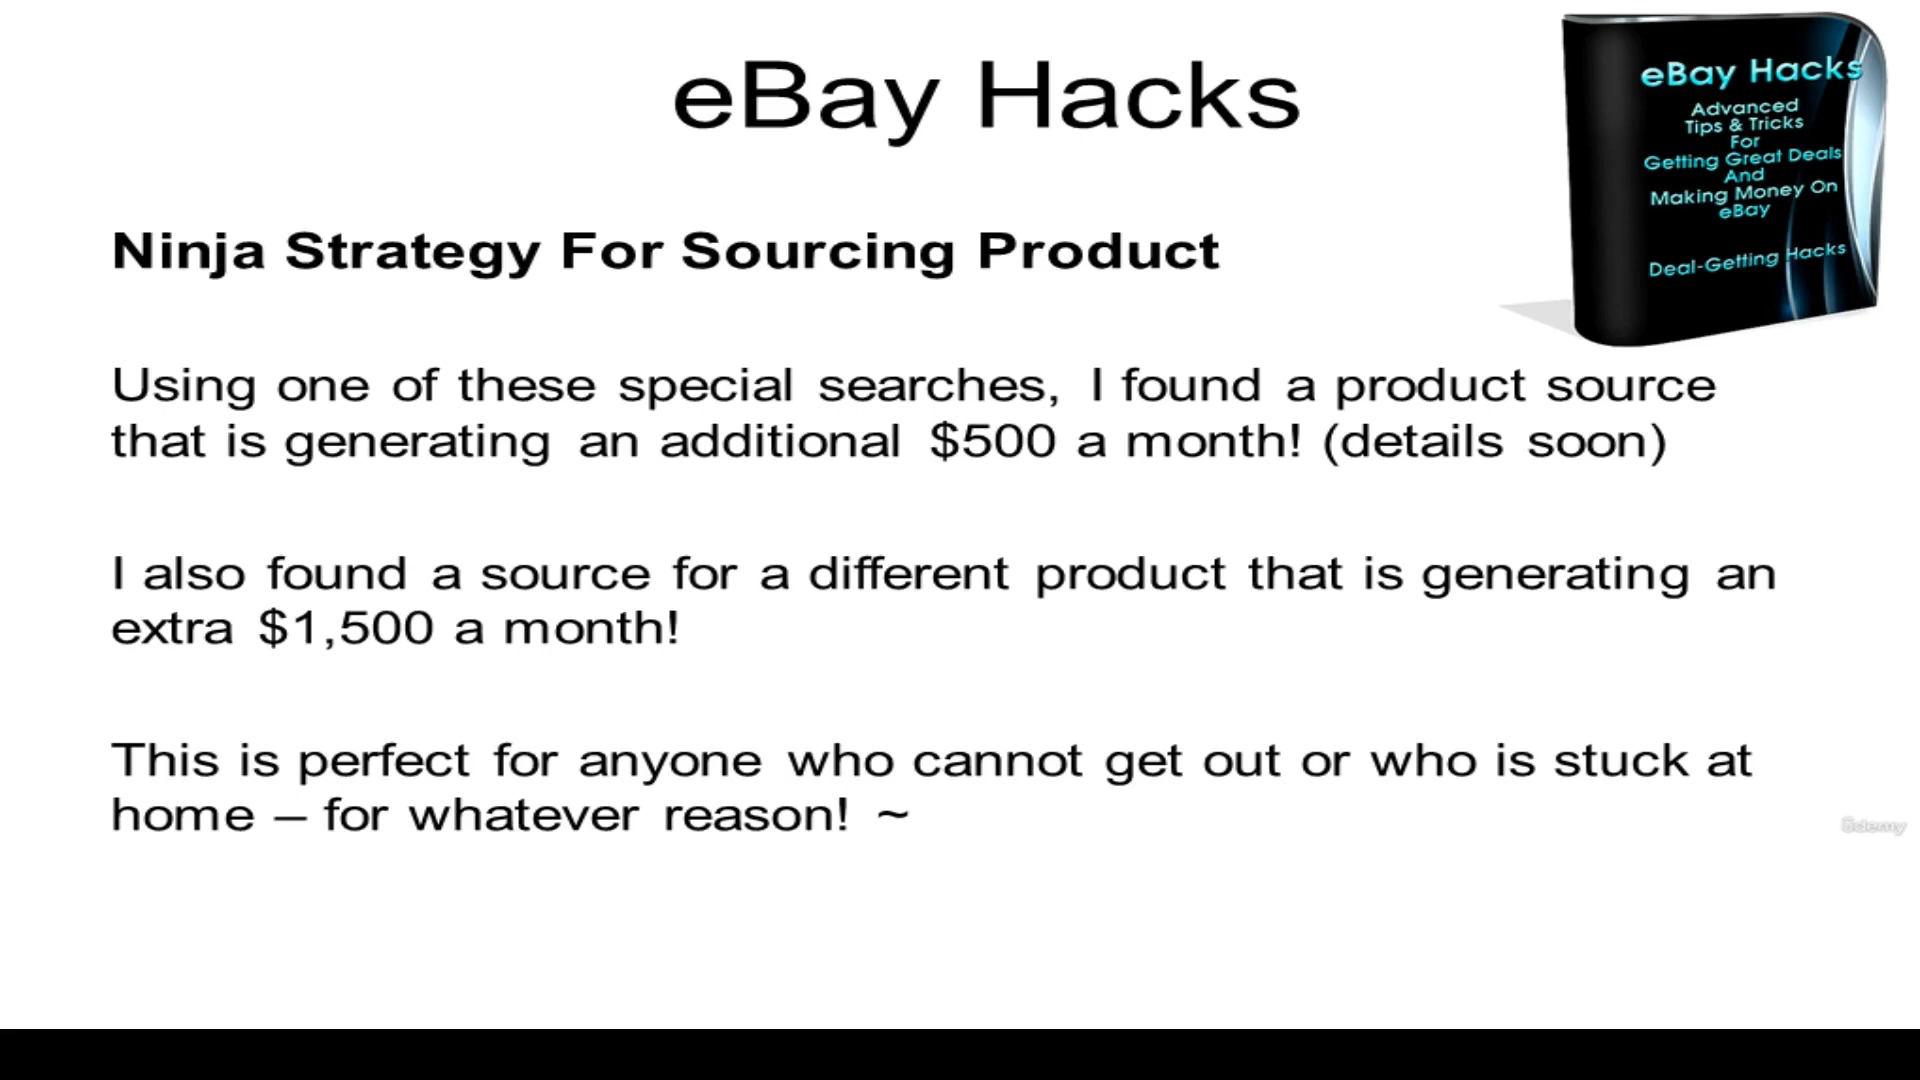 eBay Hacks
eBay Hacks
Advanced
Tips & Tricks
For
Getting Great Deals
And
Making Money On
eBay
Deal-Getting Hacks
Ninja Strategy For Sourcing Product
Using one of these special searches, I found a product source
that is generating an additional $500 a month! (details soon)
I also found a source for a different product that is generating an
extra $1,500 a month!
This is perfect for anyone who cannot get out or who is stuck at
home – for whatever reason! ~
ûdemy